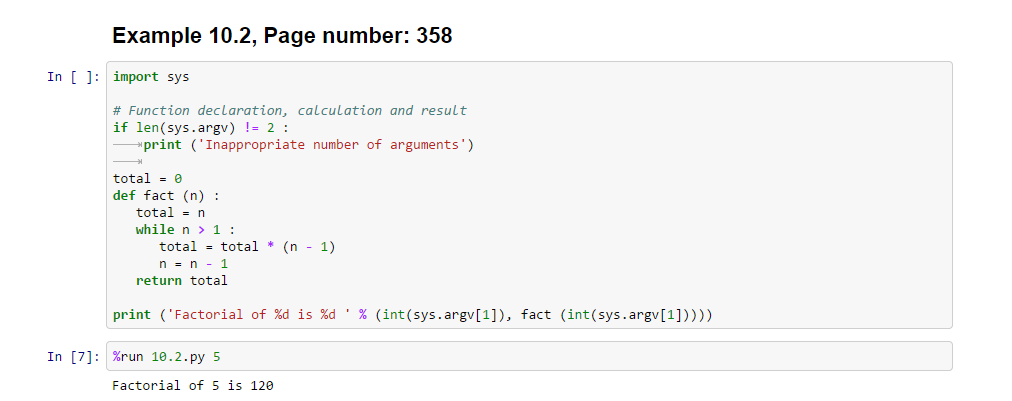 Example 10.2, Page number: 358
In [ ]: import sys
# Function declaration, calculation and result
if len(sys.argv) != 2 :
print ('Inappropriate number of arguments')
total = 0
def fact (n) :
total = n
while n > 1 :
total = total * (n - 1)
n = n - 1
return total
print ('Factorial of %d is %d ' % (int(sys.argv[1]), fact (int(sys.argv[1]))))
In [7]: %run 10.2.py 5
Factorial of 5 is 120